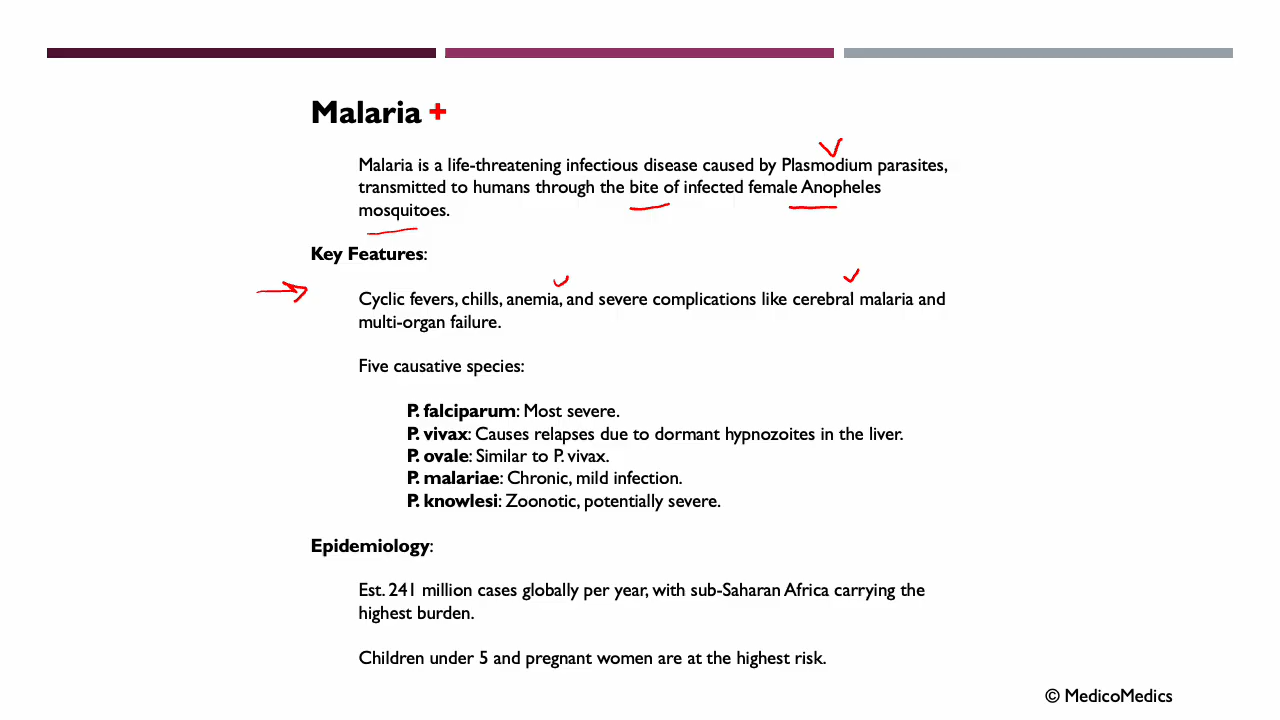 Malaria +
Malaria is a life-threatening infectious disease caused by Plasmodium parasites,
transmitted to humans through the bite of infected female Anopheles
mosquitoes.
Key Features:
Cyclic fevers, chills, anemia, and severe complications like cerebral malaria and
multi-organ failure.
Five causative species:
P. falciparum: Most severe.
P. vivax: Causes relapses due to dormant hypnozoites in the liver.
P. ovale: Similar to P. vivax.
P. malariae: Chronic, mild infection.
P. knowlesi: Zoonotic, potentially severe.
Epidemiology:
Est. 241 million cases globally per year, with sub-Saharan Africa carrying the
highest burden.
Children under 5 and pregnant women are at the highest risk.
© MedicoMedics